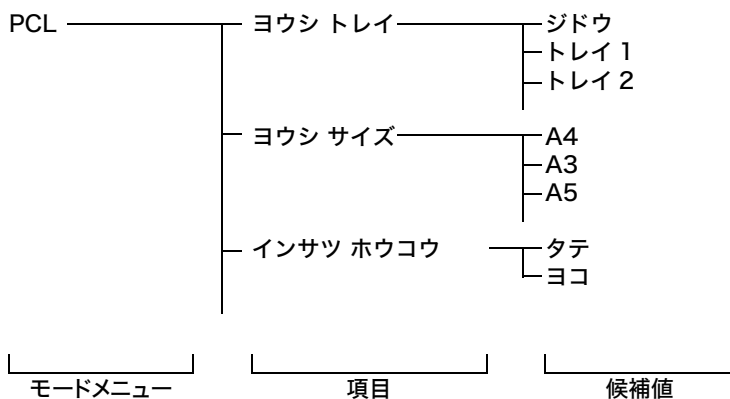 PCL ヨウシ トレイ ジドウ
トレイ 1
トレイ 2
ヨウシ サイズ A4
A3
A5
インサツ ホウコウ タテ
ヨコ
モードメニュー 項目 候補値